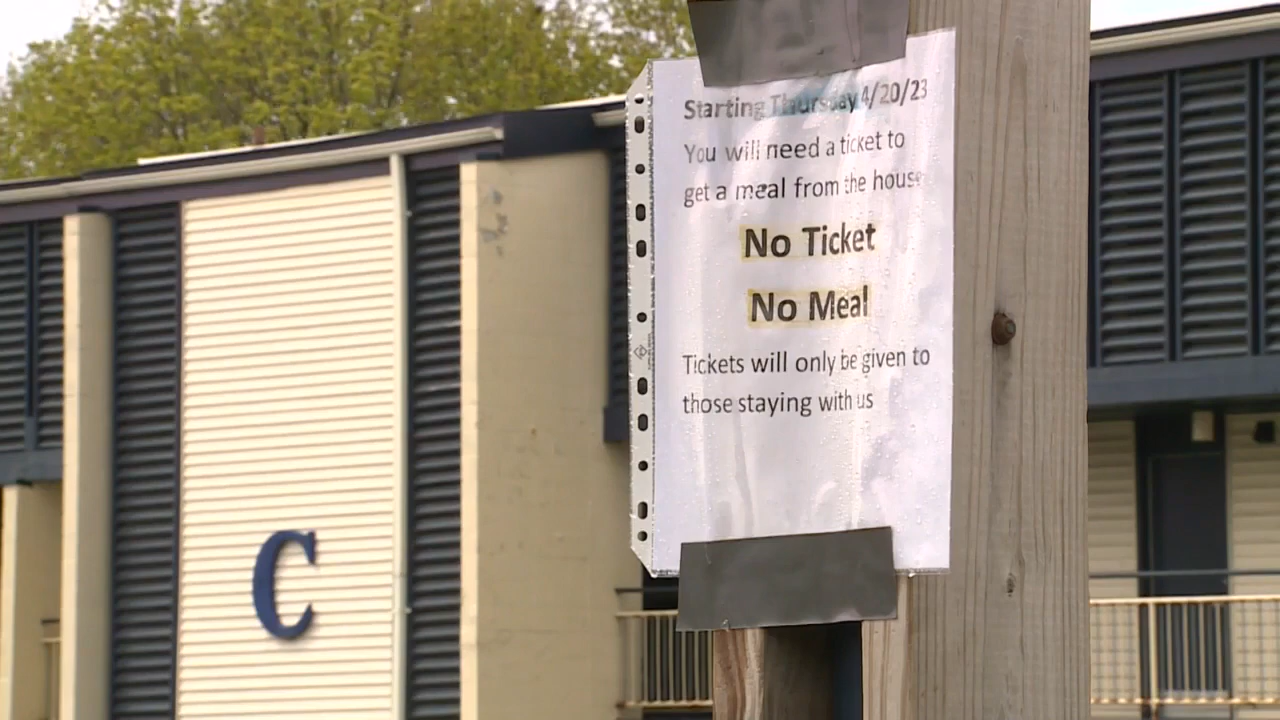 Starting Thursday 4/20/23
You will need a ticket to
get a meal from the house
No Ticket
No Meal
Tickets will only be given to
those staying with us
C